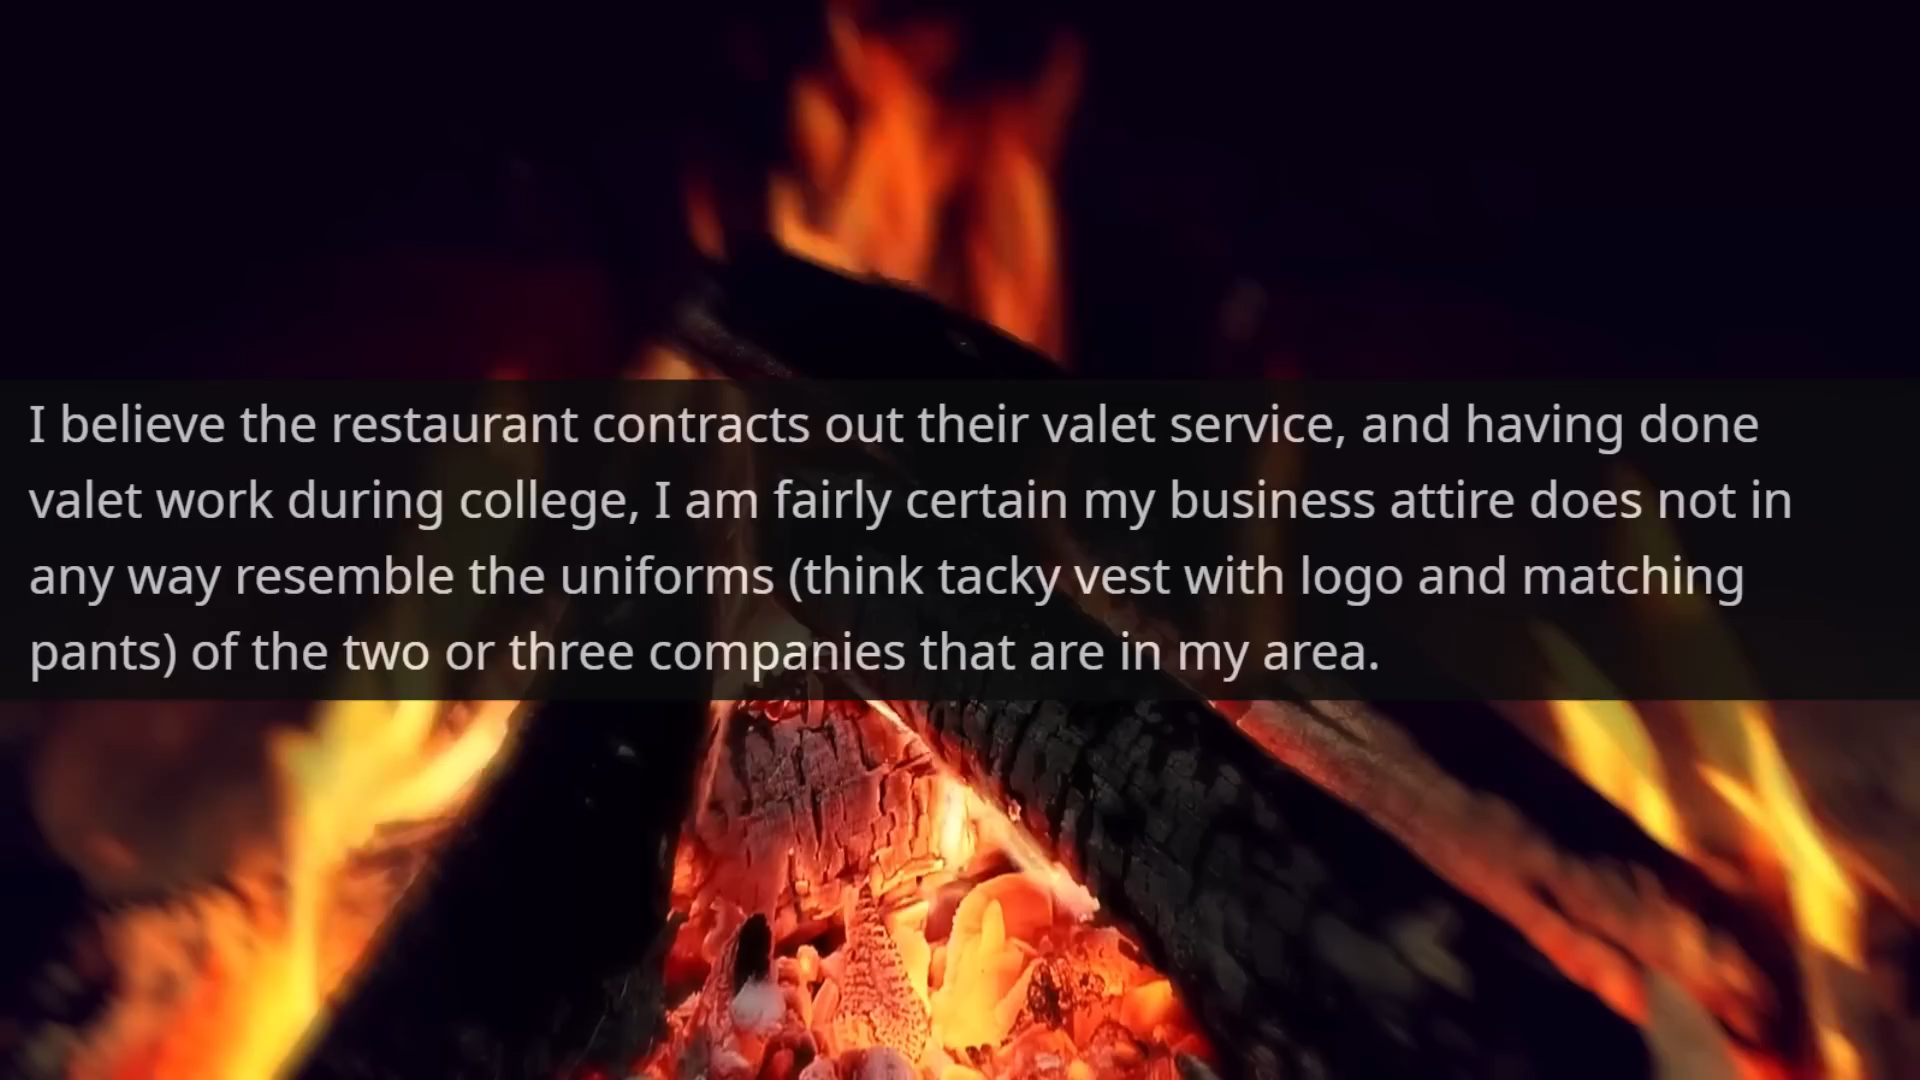 I believe the restaurant contracts out their valet service, and having done
valet work during college, I am fairly certain my business attire does not in
any way resemble the uniforms (think tacky vest with logo and matching
pants) of the two or three companies that are in my area.